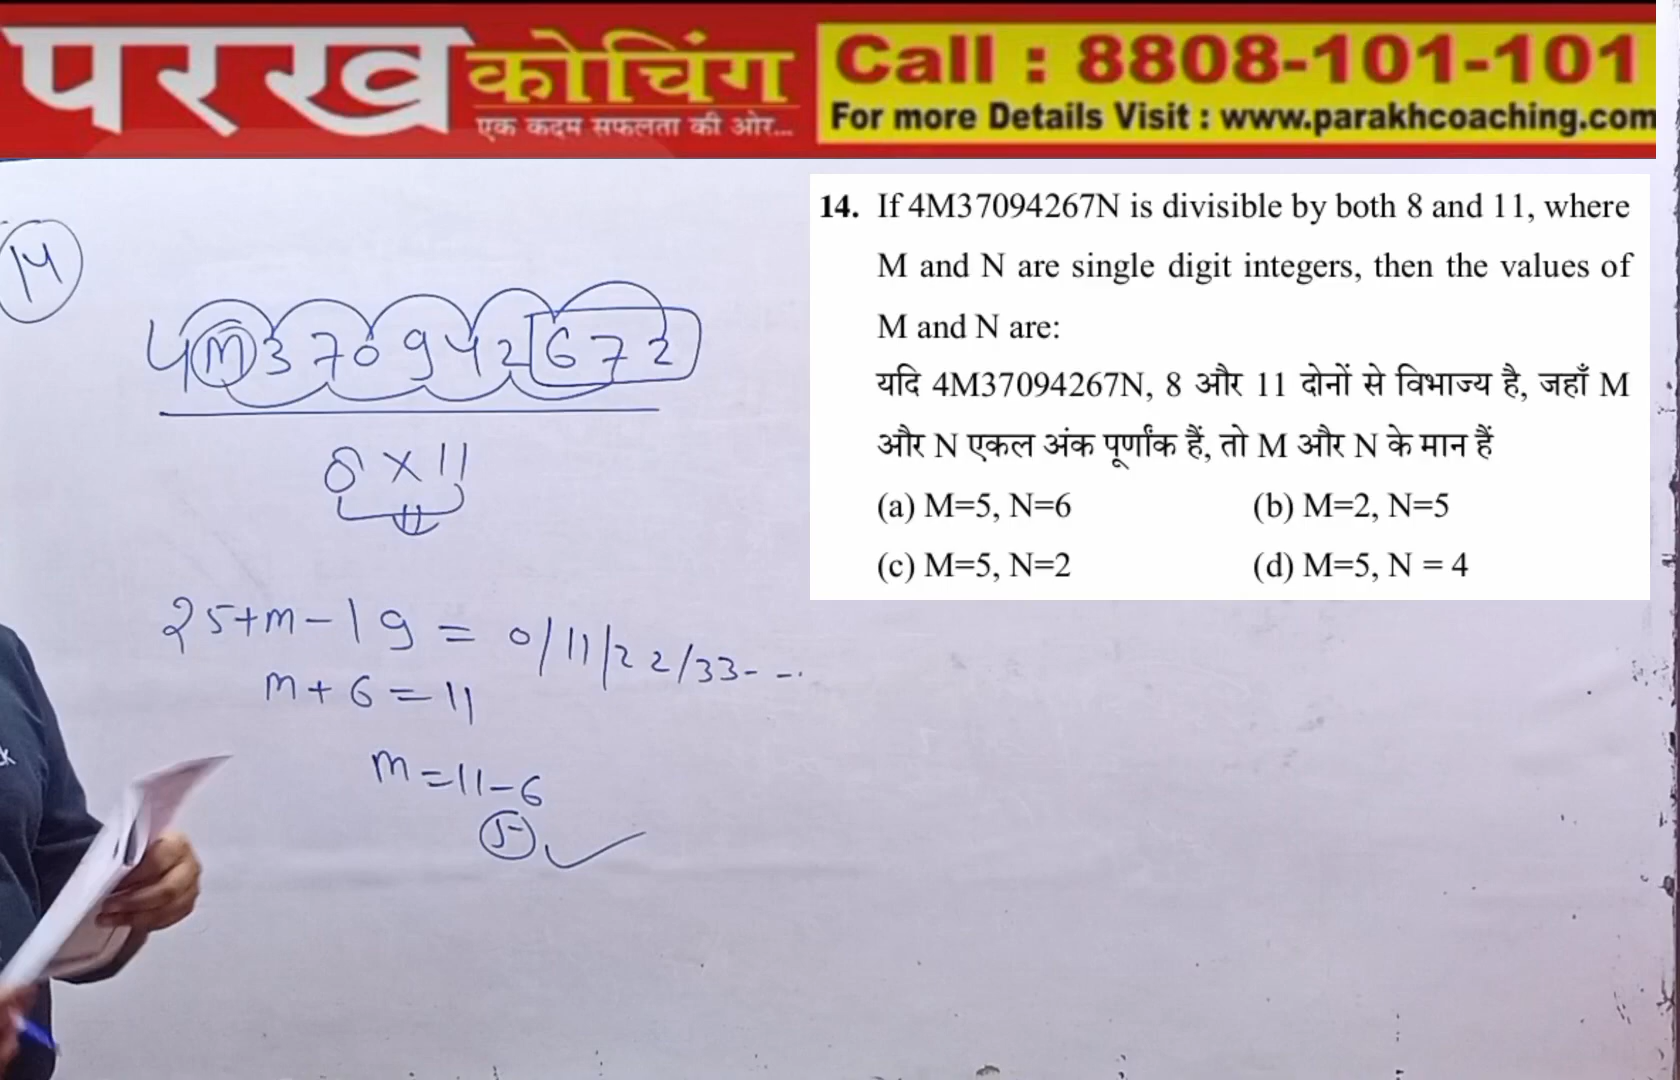 परख कोचिंग
एक कदम सफलता की ओर...
Call : 8808-101-101
For more Details Visit : www.parakhcoaching.com
14
4M370942672
8 × 11
25+m-19 = 0/11/22/33---
m+6=11
m=11-6
5
14. If 4M37094267N is divisible by both 8 and 11, where
M and N are single digit integers, then the values of
M and N are:
यदि 4M37094267N, 8 और 11 दोनों से विभाज्य है, जहाँ M
और N एकल अंक पूर्णांक हैं, तो M और N के मान हैं
(a) M=5, N=6 (b) M=2, N=5
(c) M=5, N=2 (d) M=5, N = 4